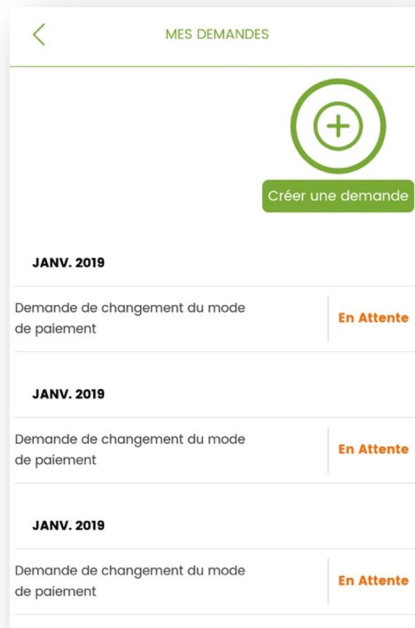 MES DEMANDES
Créer une demande
JANV. 2019
Demande de changement du mode
de paiement
En Attente
JANV. 2019
Demande de changement du mode
de paiement
En Attente
JANV. 2019
Demande de changement du mode
de paiement
En Attente